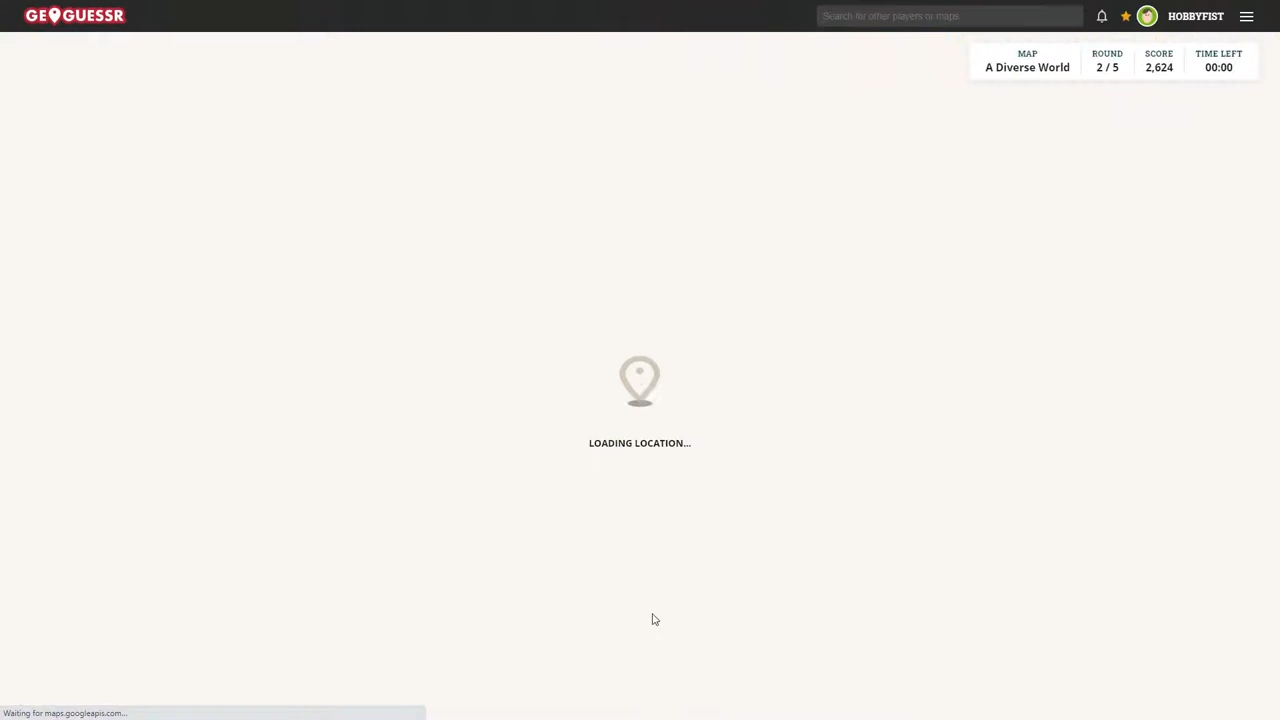 GEOGUESSR
Search for other players or maps
HOBBYFIST
MAP
A Diverse World
ROUND
2 / 5
SCORE
2,624
TIME LEFT
00:00
LOADING LOCATION...
Waiting for maps.googleapis.com...